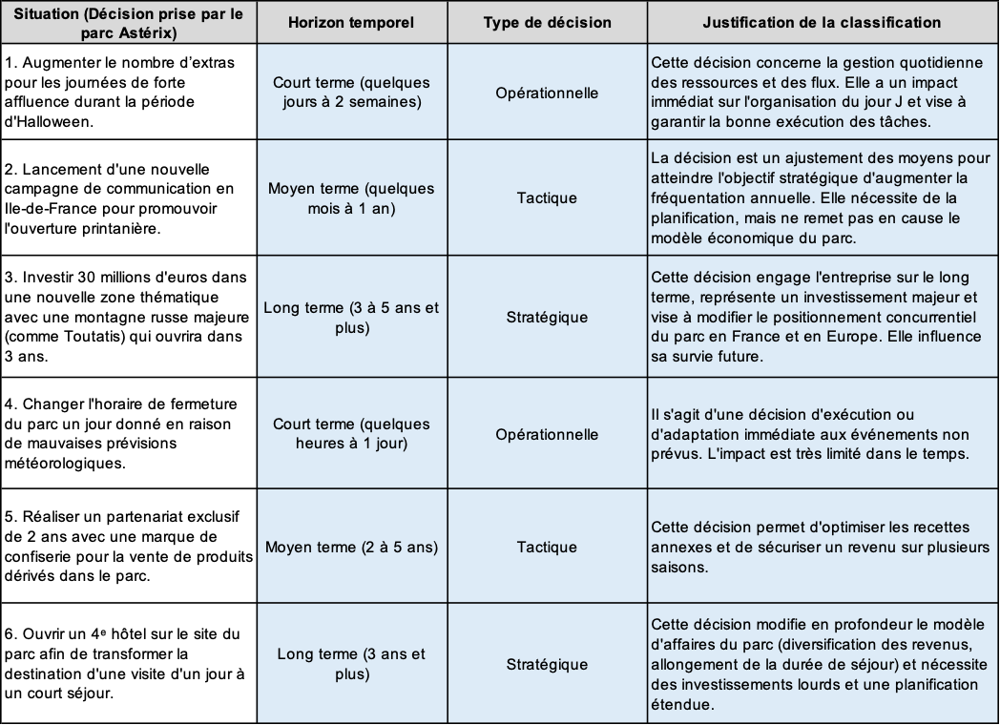 Situation (Décision prise par le
parc Astérix)
Horizon temporel
Type de décision
Justification de la classification
1. Augmenter le nombre d’extras
pour les journées de forte
affluence durant la période
d'Halloween.
Court terme (quelques
jours à 2 semaines)
Opérationnelle
Cette décision concerne la gestion quotidienne
des ressources et des flux. Elle a un impact
immédiat sur l'organisation du jour J et vise à
garantir la bonne exécution des tâches.
2. Lancement d'une nouvelle
campagne de communication en
Ile-de-France pour promouvoir
l'ouverture printanière.
Moyen terme (quelques
mois à 1 an)
Tactique
La décision est un ajustement des moyens pour
atteindre l'objectif stratégique d'augmenter la
fréquentation annuelle. Elle nécessite de la
planification, mais ne remet pas en cause le
modèle économique du parc.
3. Investir 30 millions d'euros dans
une nouvelle zone thématique
avec une montagne russe majeure
(comme Toutatis) qui ouvrira dans
3 ans.
Long terme (3 à 5 ans et
plus)
Stratégique
Cette décision engage l'entreprise sur le long
terme, représente un investissement majeur et
vise à modifier le positionnement concurrentiel
du parc en France et en Europe. Elle influence
sa survie future.
4. Changer l'horaire de fermeture
du parc un jour donné en raison
de mauvaises prévisions
météorologiques.
Court terme (quelques
heures à 1 jour)
Opérationnelle
Il s'agit d'une décision d'exécution ou
d'adaptation immédiate aux événements non
prévus. L'impact est très limité dans le temps.
5. Réaliser un partenariat exclusif
de 2 ans avec une marque de
confiserie pour la vente de produits
dérivés dans le parc.
Moyen terme (2 à 5 ans)
Tactique
Cette décision permet d'optimiser les recettes
annexes et de sécuriser un revenu sur plusieurs
saisons.
6. Ouvrir un 4ᵉ hôtel sur le site du
parc afin de transformer la
destination d'une visite d'un jour à
un court séjour.
Long terme (3 ans et
plus)
Stratégique
Cette décision modifie en profondeur le modèle
d'affaires du parc (diversification des revenus,
allongement de la durée de séjour) et nécessite
des investissements lourds et une planification
étendue.